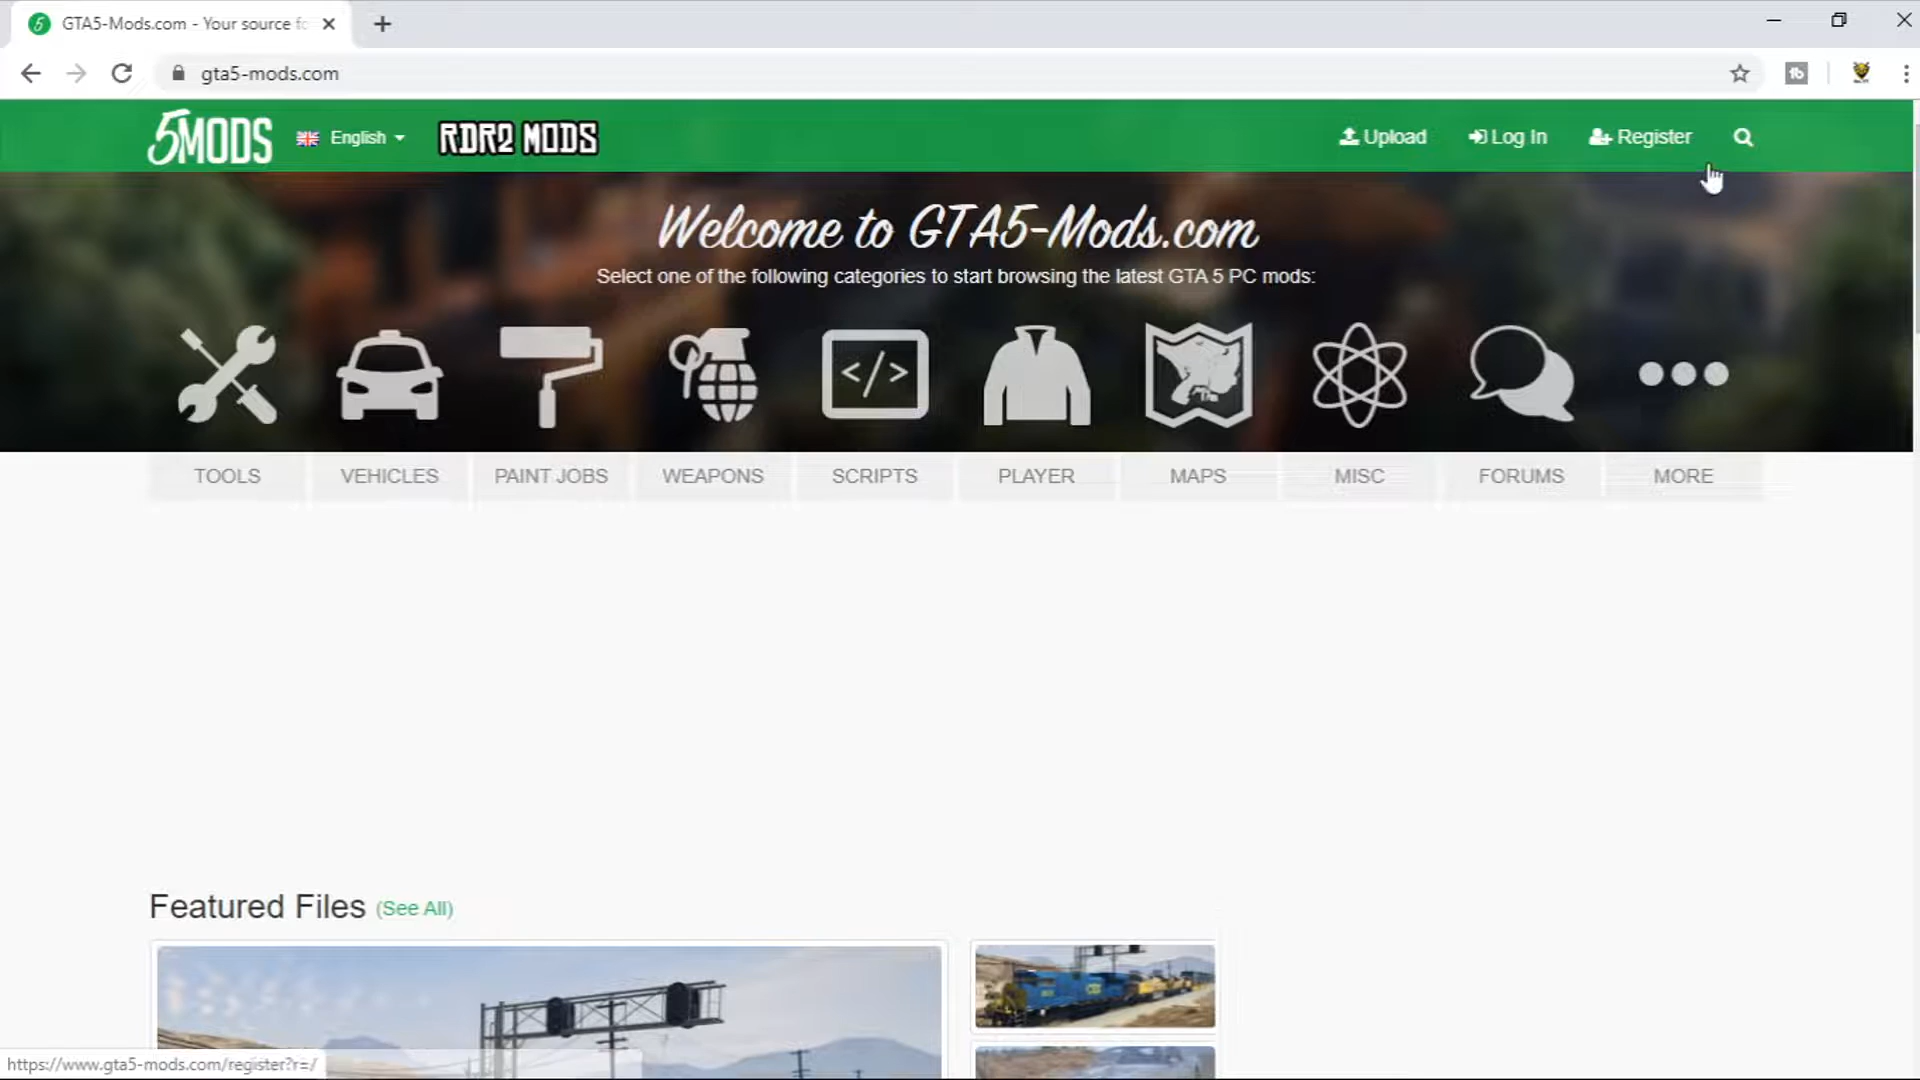 GTA5-Mods.com - Your source fo
gta5-mods.com
5MODS
English
RDR2 MODS
Upload
Log In
Register
Welcome to GTA5-Mods.com
Select one of the following categories to start browsing the latest GTA 5 PC mods:
TOOLS
VEHICLES
PAINT JOBS
WEAPONS
SCRIPTS
PLAYER
MAPS
MISC
FORUMS
MORE
Featured Files (See All)
https://www.gta5-mods.com/register?r=/